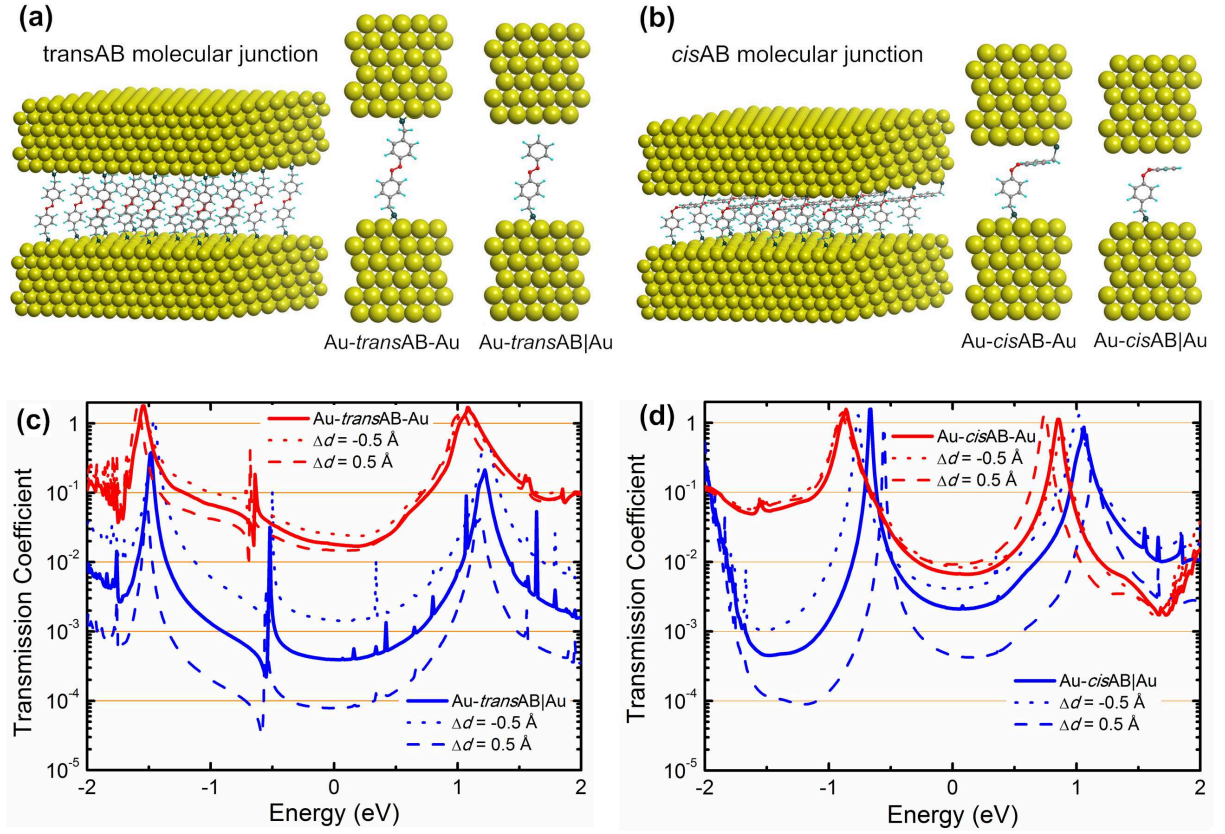 (a)
transAB molecular junction
Au-transAB-Au
Au-transAB|Au
(b)
cisAB molecular junction
Au-cisAB-Au
Au-cisAB|Au
(c)
Au-transAB-Au
Δd = -0.5 Å
Δd = 0.5 Å
Au-transAB|Au
Δd = -0.5 Å
Δd = 0.5 Å
Transmission Coefficient
1
10-1
10-2
10-3
10-4
10-5
-2 -1 0 1 2
Energy (eV)
(d)
Au-cisAB-Au
Δd = -0.5 Å
Δd = 0.5 Å
Au-cisAB|Au
Δd = -0.5 Å
Δd = 0.5 Å
Transmission Coefficient
1
10-1
10-2
10-3
10-4
10-5
-2 -1 0 1 2
Energy (eV)